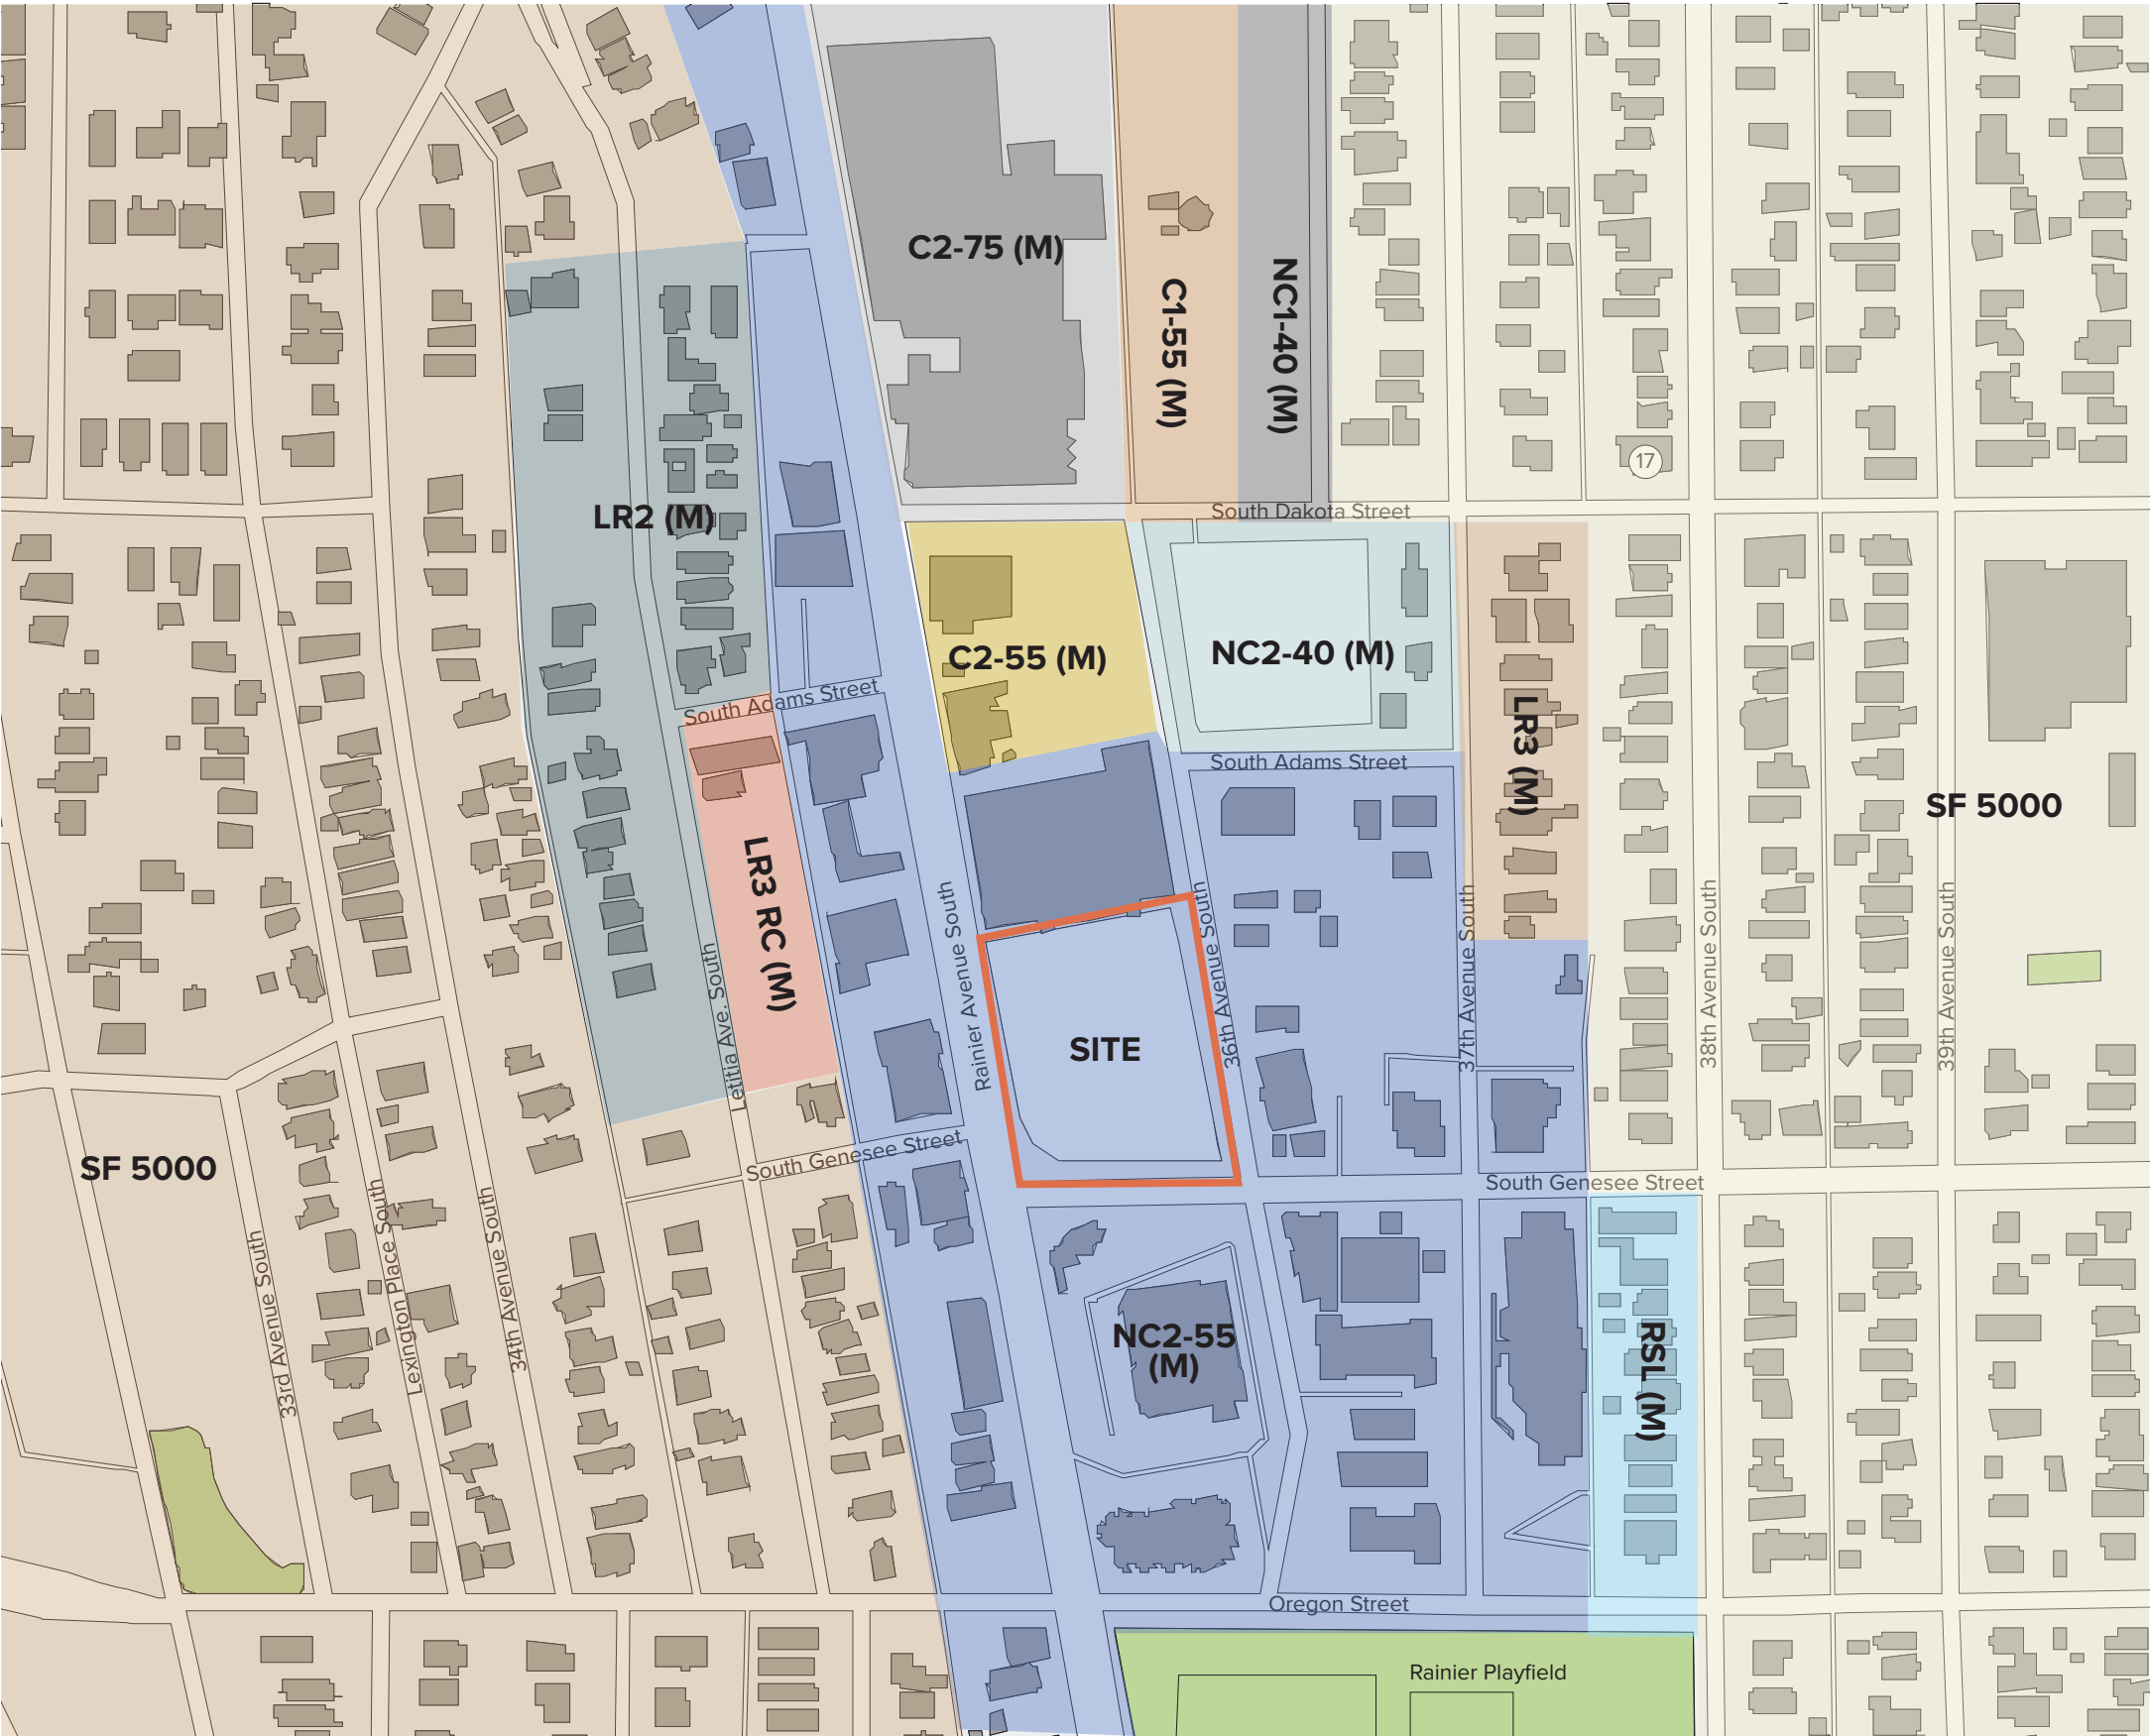 C2-75 (M)
C1-55 (M)
NC1-40 (M)
17
South Dakota Street
LR2 (M)
C2-55 (M)
NC2-40 (M)
South Adams Street
South Adams Street
LR3 (M)
SF 5000
LR3 RC (M)
Letitia Ave. South
Rainier Avenue South
36th Avenue South
37th Avenue South
38th Avenue South
39th Avenue South
SITE
South Genesee Street
South Genesee Street
SF 5000
33rd Avenue South
Lexington Place South
34th Avenue South
NC2-55
(M)
RSL (M)
Oregon Street
Rainier Playfield